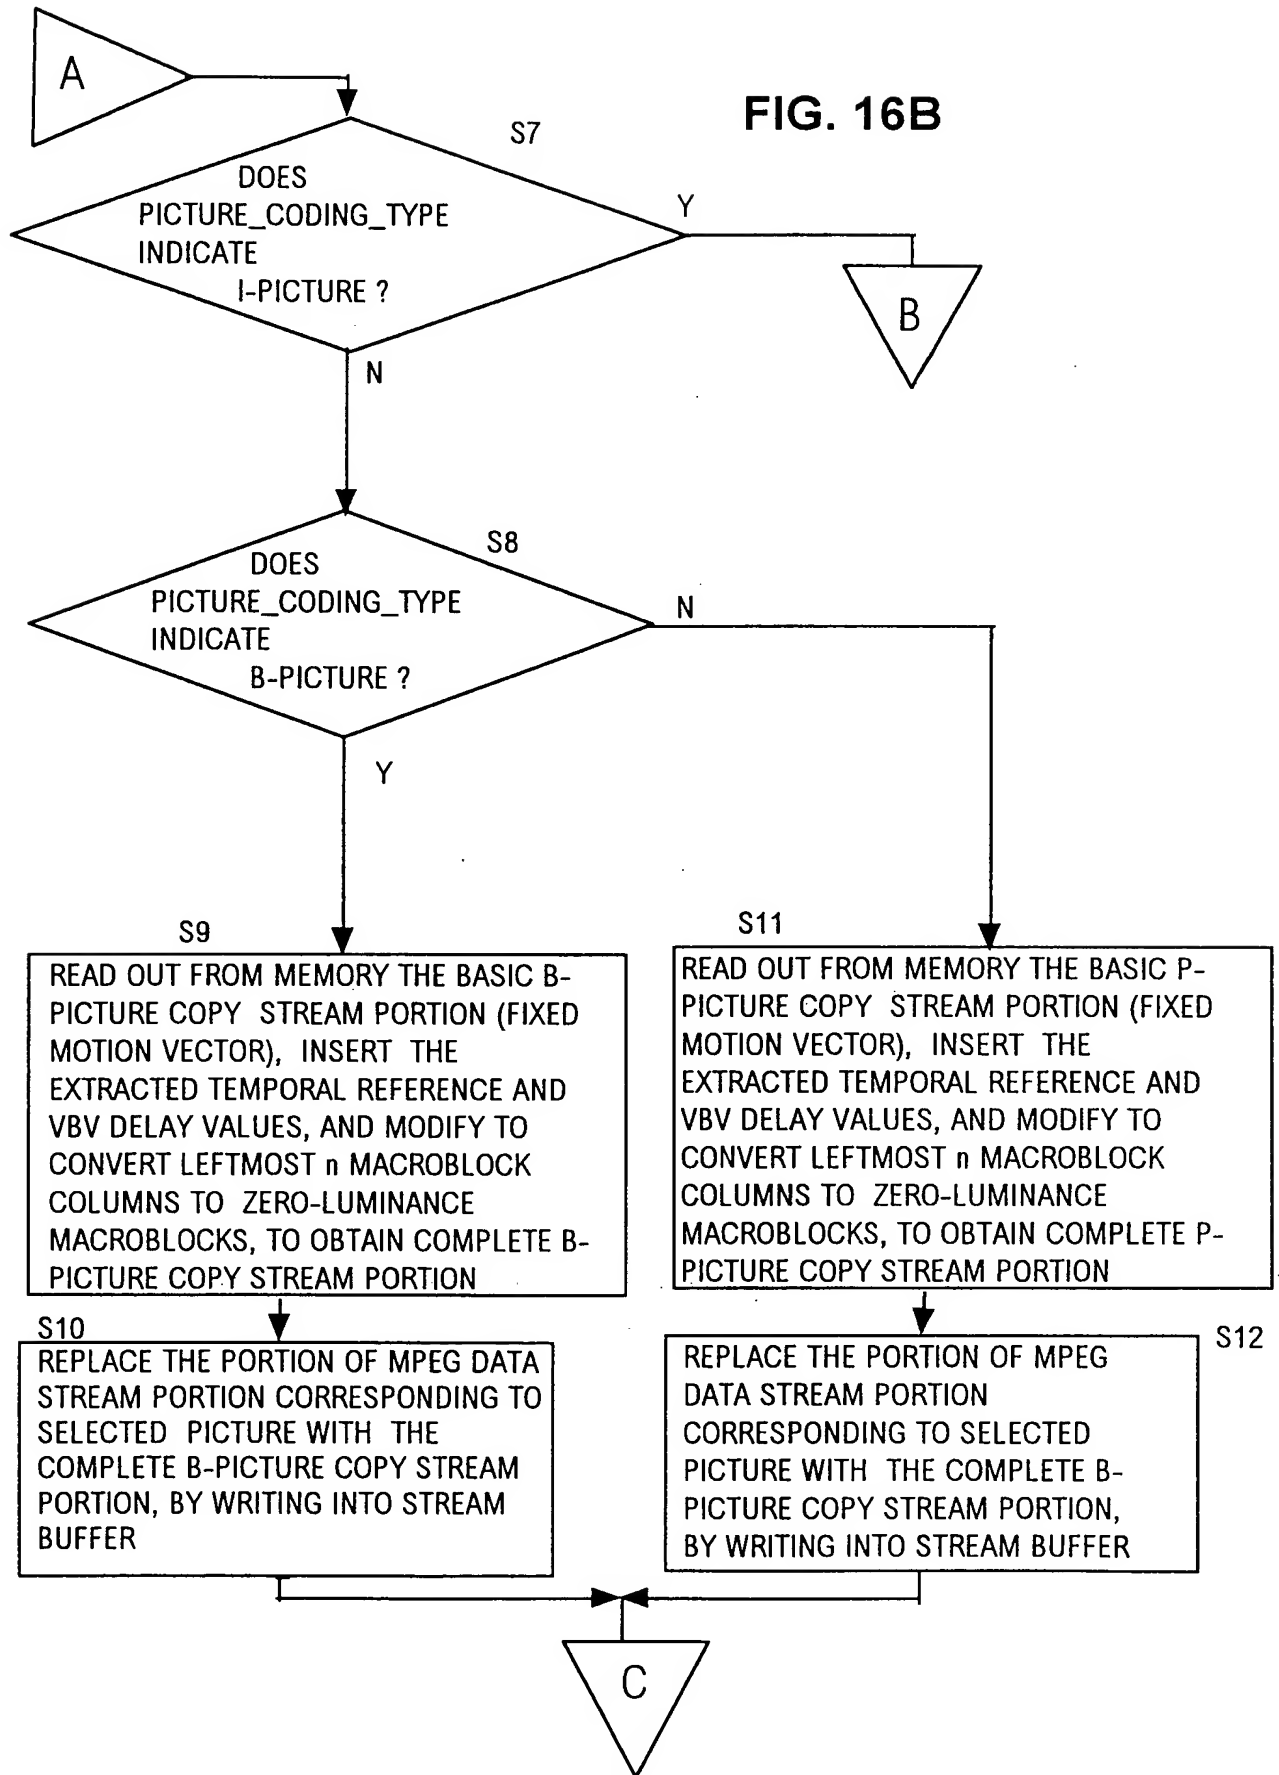 A
FIG. 16B
S7
DOES
PICTURE_CODING_TYPE
INDICATE
I-PICTURE ?
Y
B
N
S8
DOES
PICTURE_CODING_TYPE
INDICATE
B-PICTURE ?
N
Y
S9
READ OUT FROM MEMORY THE BASIC B-
PICTURE COPY STREAM PORTION (FIXED
MOTION VECTOR), INSERT THE
EXTRACTED TEMPORAL REFERENCE AND
VBV DELAY VALUES, AND MODIFY TO
CONVERT LEFTMOST n MACROBLOCK
COLUMNS TO ZERO-LUMINANCE
MACROBLOCKS, TO OBTAIN COMPLETE B-
PICTURE COPY STREAM PORTION
S11
READ OUT FROM MEMORY THE BASIC P-
PICTURE COPY STREAM PORTION (FIXED
MOTION VECTOR), INSERT THE
EXTRACTED TEMPORAL REFERENCE AND
VBV DELAY VALUES, AND MODIFY TO
CONVERT LEFTMOST n MACROBLOCK
COLUMNS TO ZERO-LUMINANCE
MACROBLOCKS, TO OBTAIN COMPLETE P-
PICTURE COPY STREAM PORTION
S10
REPLACE THE PORTION OF MPEG DATA
STREAM PORTION CORRESPONDING TO
SELECTED PICTURE WITH THE
COMPLETE B-PICTURE COPY STREAM
PORTION, BY WRITING INTO STREAM
BUFFER
S12
REPLACE THE PORTION OF MPEG
DATA STREAM PORTION
CORRESPONDING TO SELECTED
PICTURE WITH THE COMPLETE B-
PICTURE COPY STREAM PORTION,
BY WRITING INTO STREAM BUFFER
C